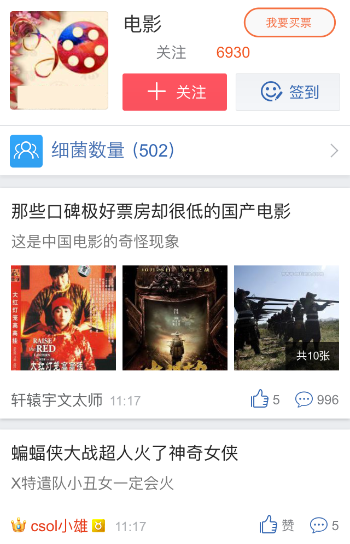 电影
我要买票
关注 6930
关注
签到
细菌数量 (502)
那些口碑极好票房却很低的国产电影
这是中国电影的奇怪现象
大红灯笼高高挂
RAISE
THE RED
共10张
轩辕宇文太师 11:17 5 996
蝙蝠侠大战超人火了神奇女侠
X特遣队小丑女一定会火
csol小雄 11:17 赞 5